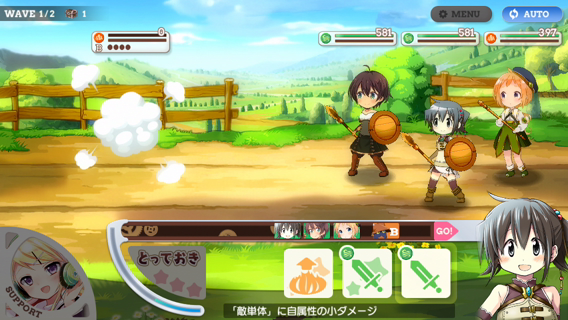 WAVE 1/2 1
MENU
AUTO
0
B
581
581
397
B
GO!
SUPPORT
とっておき
「敵単体」に自属性の小ダメージ